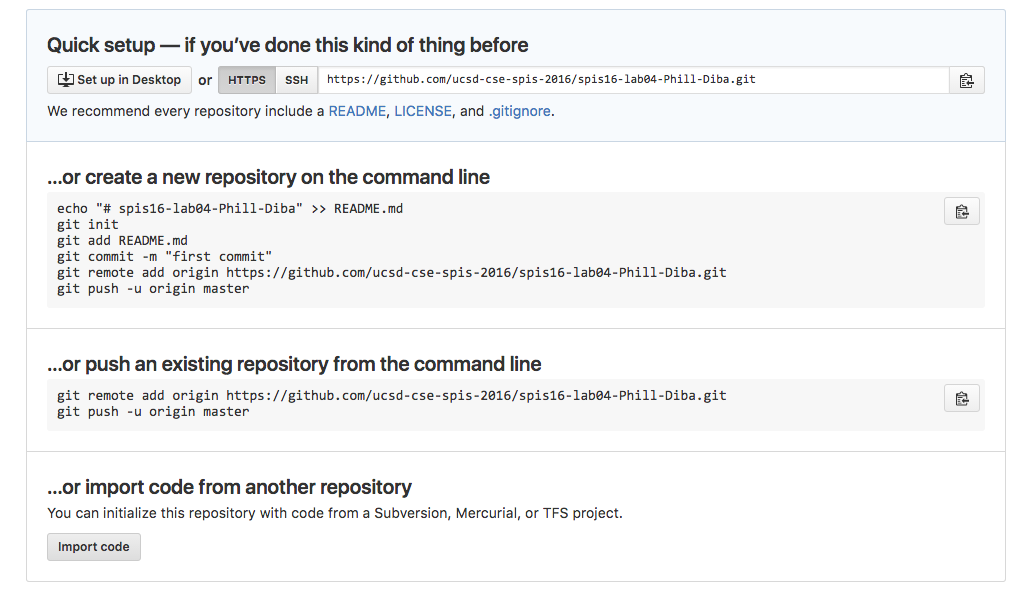 Quick setup — if you’ve done this kind of thing before
Set up in Desktop or HTTPS SSH https://github.com/ucsd-cse-spis-2016/spis16-lab04-Phill-Diba.git
We recommend every repository include a README, LICENSE, and .gitignore.
…or create a new repository on the command line
echo "# spis16-lab04-Phill-Diba" >> README.md
git init
git add README.md
git commit -m "first commit"
git remote add origin https://github.com/ucsd-cse-spis-2016/spis16-lab04-Phill-Diba.git
git push -u origin master
…or push an existing repository from the command line
git remote add origin https://github.com/ucsd-cse-spis-2016/spis16-lab04-Phill-Diba.git
git push -u origin master
…or import code from another repository
You can initialize this repository with code from a Subversion, Mercurial, or TFS project.
Import code